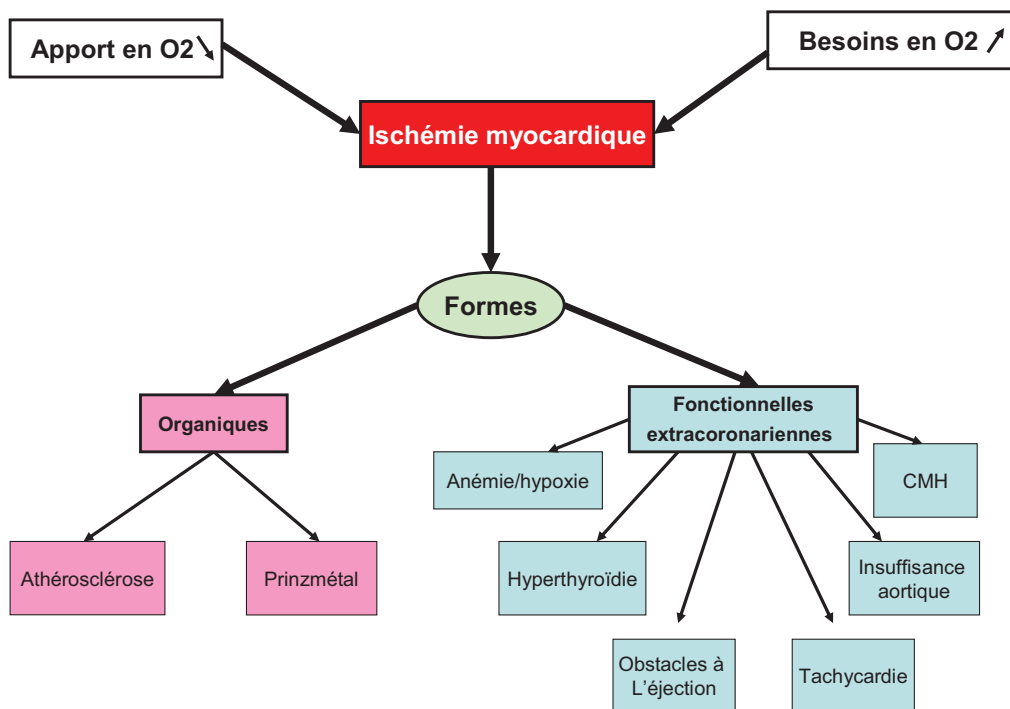 Apport en O2
Besoins en O2
Ischémie myocardique
Formes
Organiques
Fonctionnelles
extracoronariennes
Anémie/hypoxie
CMH
Athérosclérose
Prinzmétal
Hyperthyroïdie
Insuffisance
aortique
Obstacles à
L'éjection
Tachycardie